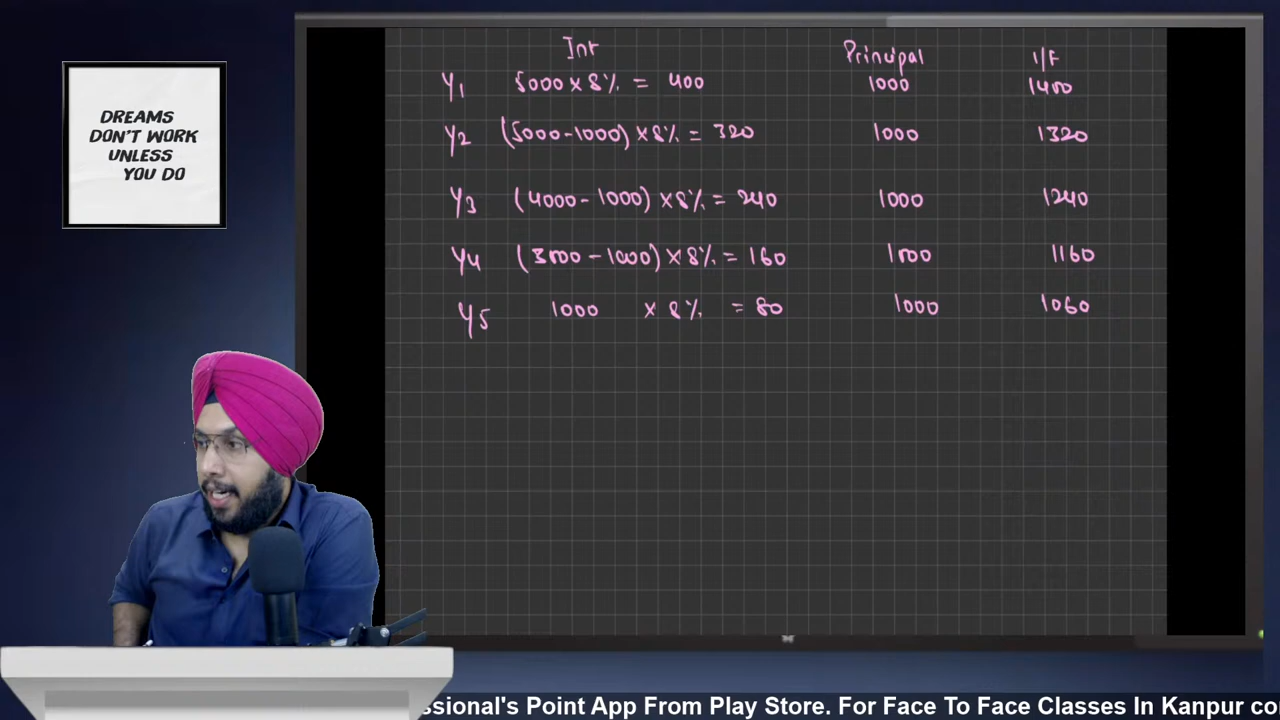 DREAMS
DON'T WORK
UNLESS
YOU DO
Int Principal I/F
Y1 5000 × 8% = 400 1000 1400
Y2 (5000-1000) × 8% = 320 1000 1320
Y3 (4000-1000) × 8% = 240 1000 1240
Y4 (3000-1000) × 8% = 160 1000 1160
Y5 1000 × 8% = 80 1000 1060
ssional's Point App From Play Store. For Face To Face Classes In Kanpur co